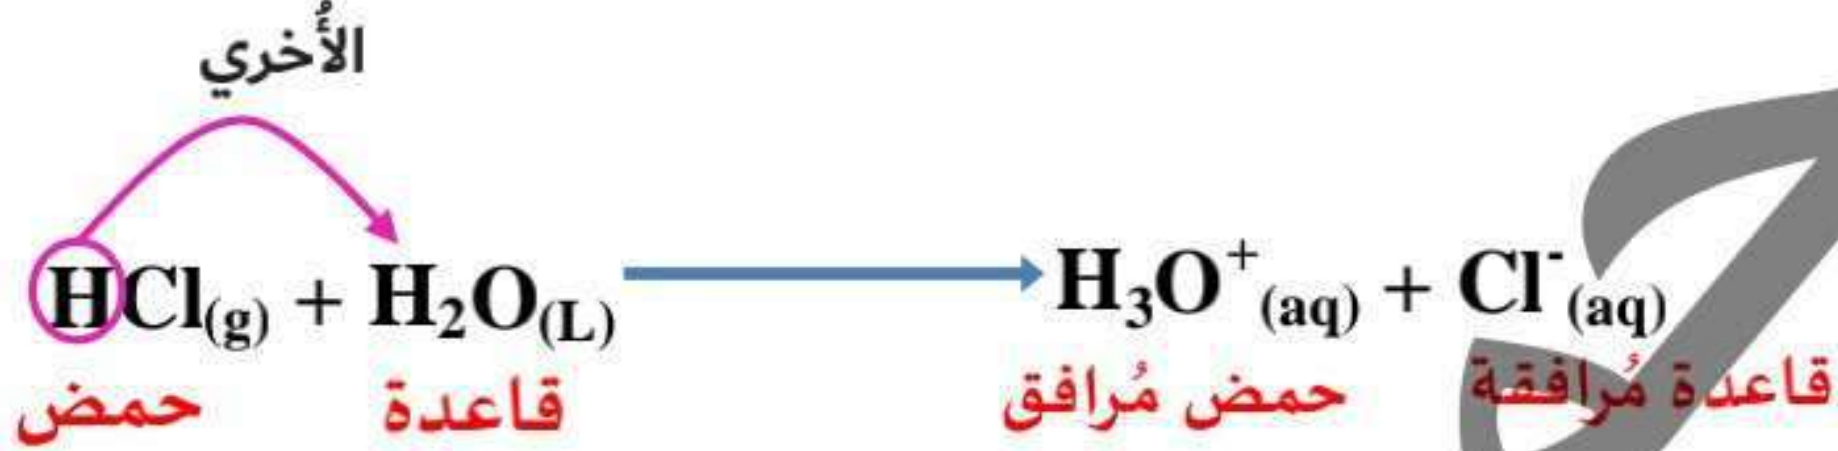 الأُخري
HCl(g) + H₂O(L) → H₃O⁺(aq) + Cl⁻(aq)
حمض قاعدة حمض مُرافق قاعدة مُرافقة